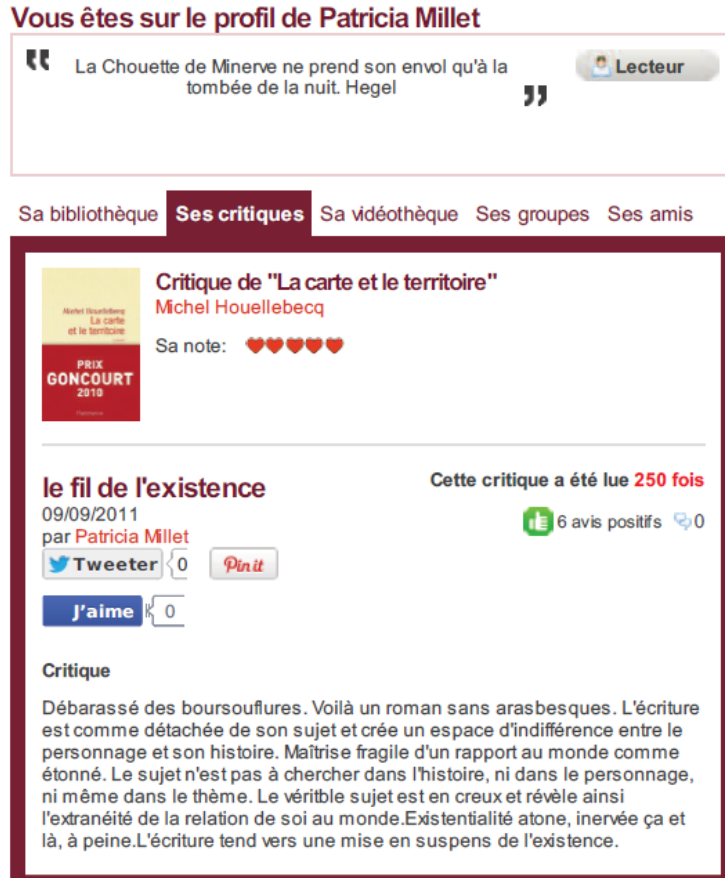 Vous êtes sur le profil de Patricia Millet
" La Chouette de Minerve ne prend son envol qu'à la
tombée de la nuit. Hegel "
Lecteur
Sa bibliothèque Ses critiques Sa vidéothèque Ses groupes Ses amis
Critique de "La carte et le territoire"
Michel Houellebecq
Sa note:
Michel Houellebecq
La carte
et le territoire
PRIX
GONCOURT
2010
Flammarion
le fil de l'existence
Cette critique a été lue 250 fois
09/09/2011
6 avis positifs 0
par Patricia Millet
Tweeter 0 Pin it
J'aime 0
Critique
Débarassé des boursouflures. Voilà un roman sans arasbesques. L'écriture
est comme détachée de son sujet et crée un espace d'indifférence entre le
personnage et son histoire. Maîtrise fragile d'un rapport au monde comme
étonné. Le sujet n'est pas à chercher dans l'histoire, ni dans le personnage,
ni même dans le thème. Le véritble sujet est en creux et révèle ainsi
l'extranéité de la relation de soi au monde.Existentialité atone, inervée ça et
là, à peine.L'écriture tend vers une mise en suspens de l'existence.